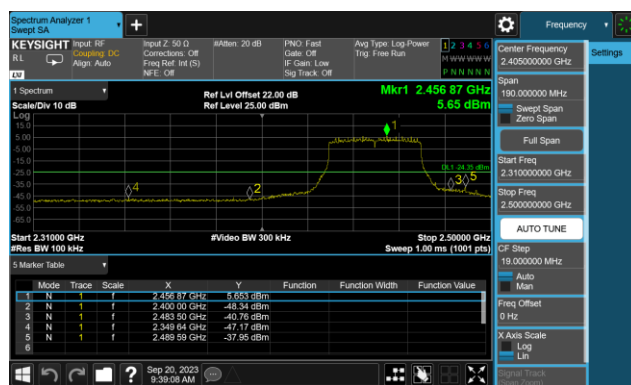 Spectrum Analyzer 1
Swept SA
+
Frequency
KEYSIGHT
RL
LXI
Input: RF
Coupling: DC
Align: Auto
Input Z: 50 Ω
Corrections: Off
Freq Ref: Int (S)
NFE: Off
#Atten: 20 dB
PNO: Fast
Gate: Off
IF Gain: Low
Sig Track: Off
Avg Type: Log-Power
Trig: Free Run
1 2 3 4 5 6
M W W W W W
P N N N N N
Center Frequency
2.405000000 GHz
Settings
Span
190.000000 MHz
Swept Span
Zero Span
Full Span
Start Freq
2.310000000 GHz
Stop Freq
2.500000000 GHz
AUTO TUNE
CF Step
19.000000 MHz
Auto
Man
Freq Offset
0 Hz
X Axis Scale
Log
Lin
Signal Track
(Span Zoom)
1 Spectrum
Scale/Div 10 dB
Ref Lvl Offset 22.00 dB
Ref Level 25.00 dBm
Mkr1 2.456 87 GHz
5.65 dBm
Log
15.0
5.00
-5.00
-15.0
-25.0
-35.0
-45.0
-55.0
-65.0
1
DL1 -24.35 dBm
4
2
3
5
Start 2.31000 GHz
#Res BW 100 kHz
#Video BW 300 kHz
Stop 2.50000 GHz
Sweep 1.00 ms (1001 pts)
5 Marker Table
Mode Trace Scale X Y Function Function Width Function Value
1 N 1 f 2.456 87 GHz 5.653 dBm
2 N 1 f 2.400 00 GHz -48.34 dBm
3 N 1 f 2.483 50 GHz -40.76 dBm
4 N 1 f 2.349 64 GHz -47.17 dBm
5 N 1 f 2.489 59 GHz -37.95 dBm
6
?
Sep 20, 2023
9:39:08 AM